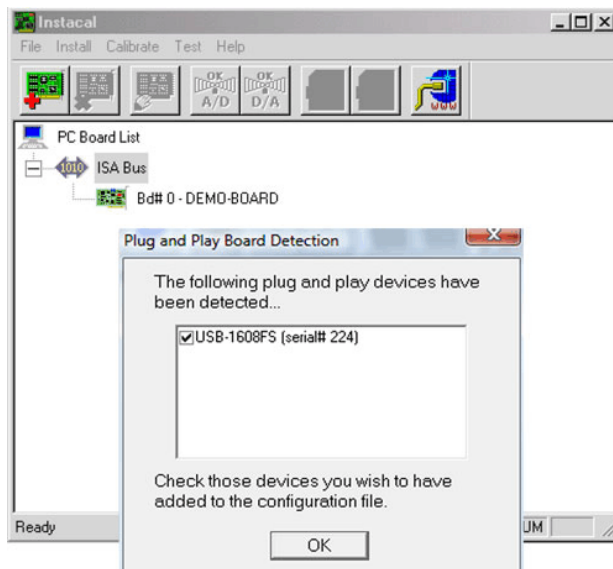 Instacal
File Install Calibrate Test Help
OK
A/D
OK
D/A
WWW
PC Board List
1010 ISA Bus
Bd# 0 - DEMO-BOARD
Plug and Play Board Detection
The following plug and play devices have
been detected...
USB-1608FS (serial# 224)
Check those devices you wish to have
added to the configuration file.
OK
Ready
UM